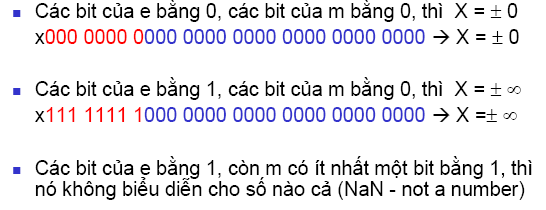 Các bit của e bằng 0, các bit của m bằng 0, thì X = ± 0
x000 0000 0000 0000 0000 0000 0000 0000 → X = ± 0
Các bit của e bằng 1, các bit của m bằng 0, thì X = ± ∞
x111 1111 1000 0000 0000 0000 0000 0000 → X =± ∞
Các bit của e bằng 1, còn m có ít nhất một bit bằng 1, thì
nó không biểu diễn cho số nào cả (NaN - not a number)